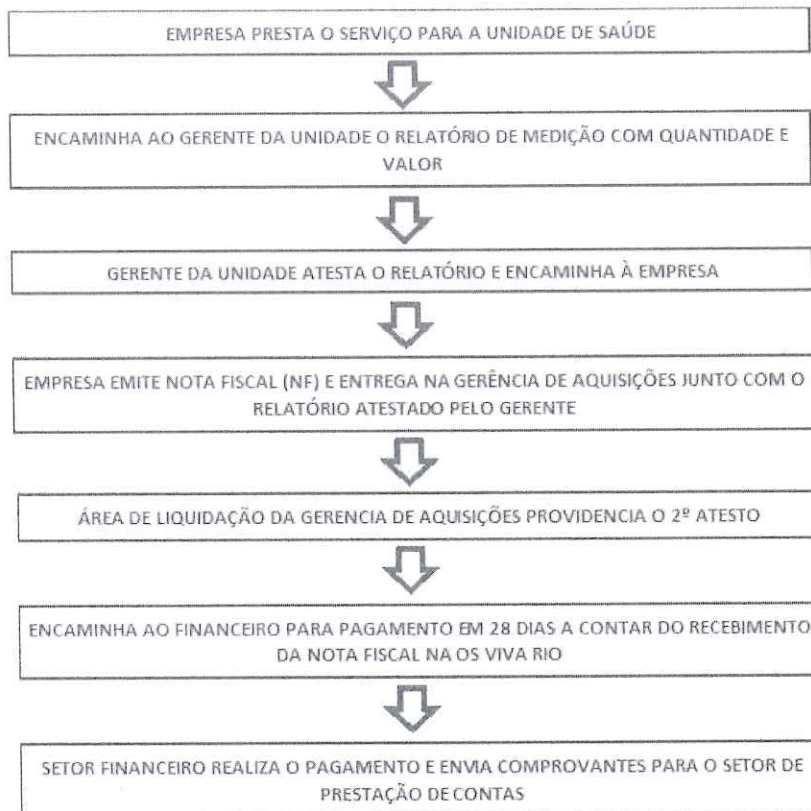 EMPRESA PRESTA O SERVIÇO PARA A UNIDADE DE SAÚDE
ENCAMINHA AO GERENTE DA UNIDADE O RELATÓRIO DE MEDIÇÃO COM QUANTIDADE E
VALOR
GERENTE DA UNIDADE ATESTA O RELATÓRIO E ENCAMINHA À EMPRESA
EMPRESA EMITE NOTA FISCAL (NF) E ENTREGA NA GERÊNCIA DE AQUISIÇÕES JUNTO COM O
RELATÓRIO ATESTADO PELO GERENTE
ÁREA DE LIQUIDAÇÃO DA GERENCIA DE AQUISIÇÕES PROVIDENCIA O 2º ATESTO
ENCAMINHA AO FINANCEIRO PARA PAGAMENTO EM 28 DIAS A CONTAR DO RECEBIMENTO
DA NOTA FISCAL NA OS VIVA RIO
SETOR FINANCEIRO REALIZA O PAGAMENTO E ENVIA COMPROVANTES PARA O SETOR DE
PRESTAÇÃO DE CONTAS